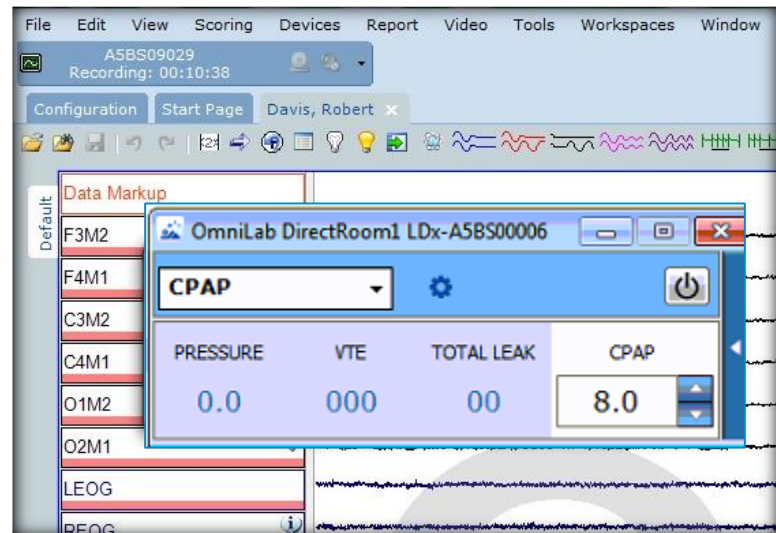 File Edit View Scoring Devices Report Video Tools Workspaces Window
A5BS09029
Recording: 00:10:38
Configuration Start Page Davis, Robert
Default
Data Markup
F3M2
F4M1
C3M2
C4M1
O1M2
O2M1
LEOG
REOG
OmniLab DirectRoom1 LDx-A5BS00006
CPAP
PRESSURE VTE TOTAL LEAK CPAP
0.0 000 00 8.0